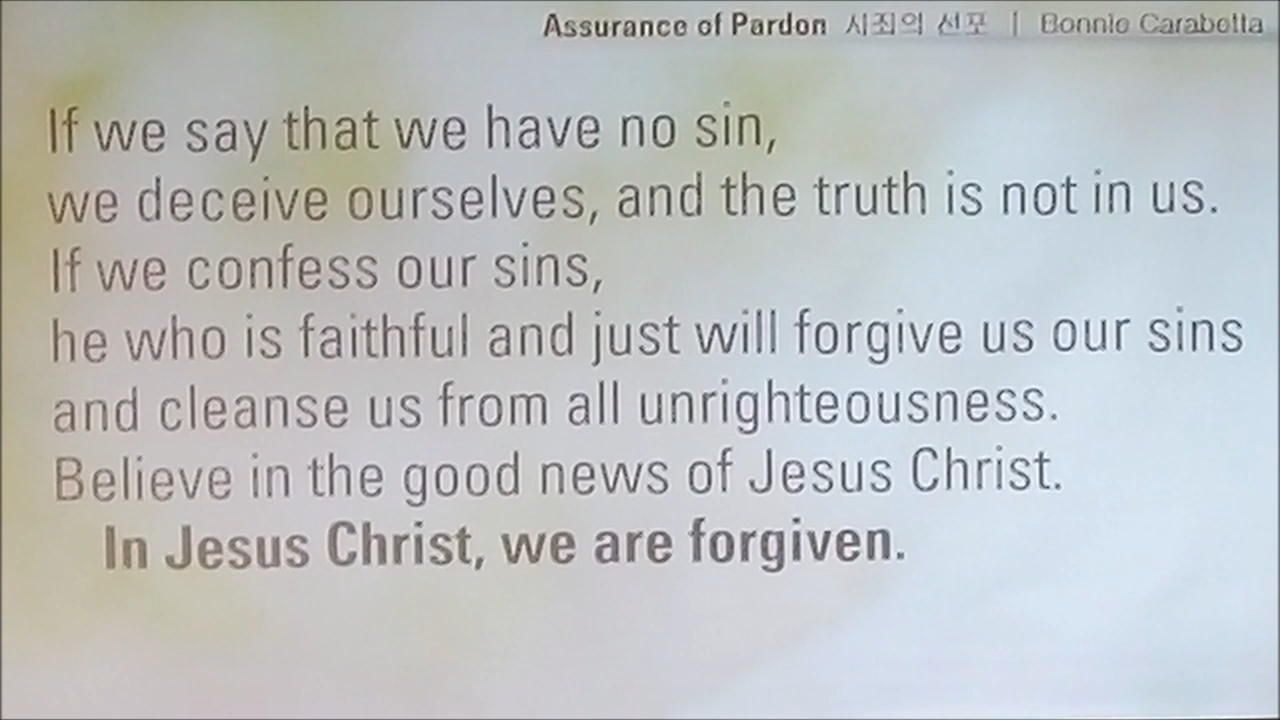 Assurance of Pardon 사죄의 선포 | Bonnie Carabetta
If we say that we have no sin,
we deceive ourselves, and the truth is not in us.
If we confess our sins,
he who is faithful and just will forgive us our sins
and cleanse us from all unrighteousness.
Believe in the good news of Jesus Christ.
In Jesus Christ, we are forgiven.